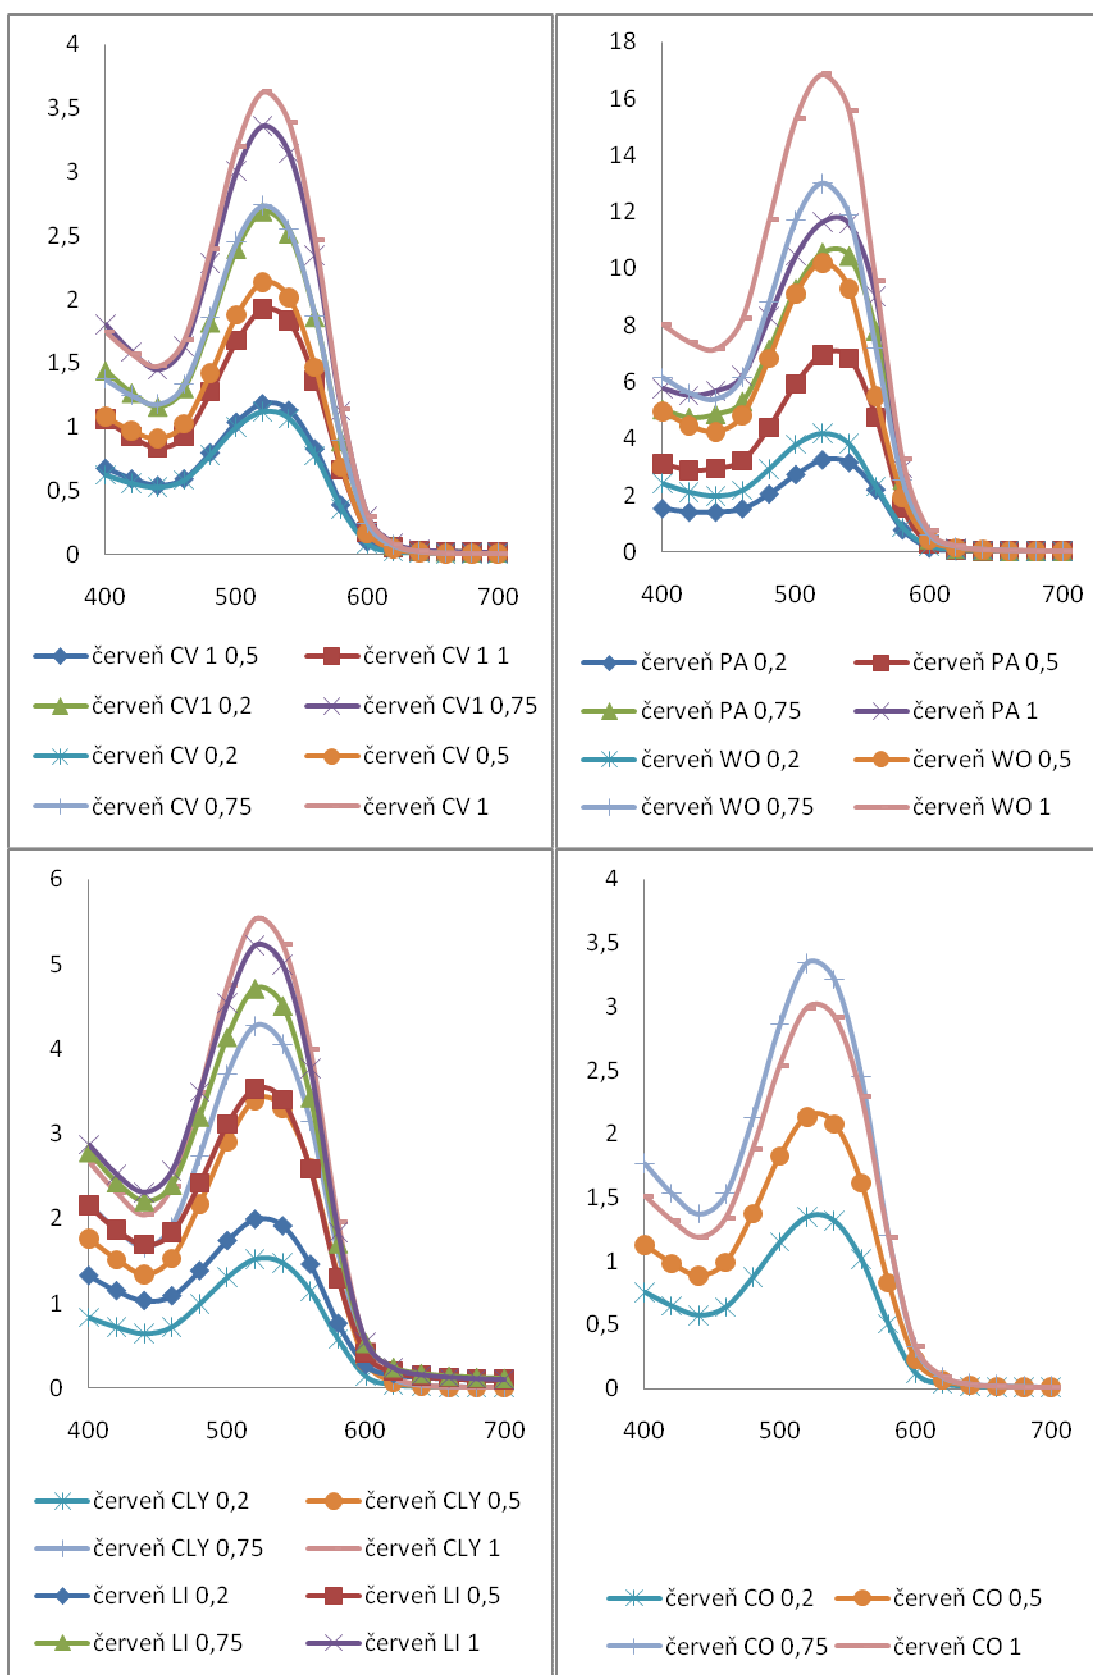 4
3,5
3
2,5
2
1,5
1
0,5
0
400 500 600 700
červeň CV 1 0,5 červeň CV 1 1
červeň CV1 0,2 červeň CV1 0,75
červeň CV 0,2 červeň CV 0,5
červeň CV 0,75 červeň CV 1
18
16
14
12
10
8
6
4
2
0
400 500 600 700
červeň PA 0,2 červeň PA 0,5
červeň PA 0,75 červeň PA 1
červeň WO 0,2 červeň WO 0,5
červeň WO 0,75 červeň WO 1
6
5
4
3
2
1
0
400 500 600 700
červeň CLY 0,2 červeň CLY 0,5
červeň CLY 0,75 červeň CLY 1
červeň LI 0,2 červeň LI 0,5
červeň LI 0,75 červeň LI 1
4
3,5
3
2,5
2
1,5
1
0,5
0
400 500 600 700
červeň CO 0,2 červeň CO 0,5
červeň CO 0,75 červeň CO 1